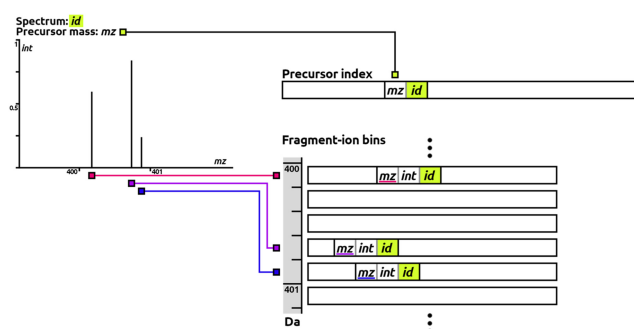 Spectrum: id
Precursor mass: mz
1
int
0.5
mz
400
401
Precursor index
mz id
Fragment-ion bins
400
mz int id
mz int id
mz int id
401
Da